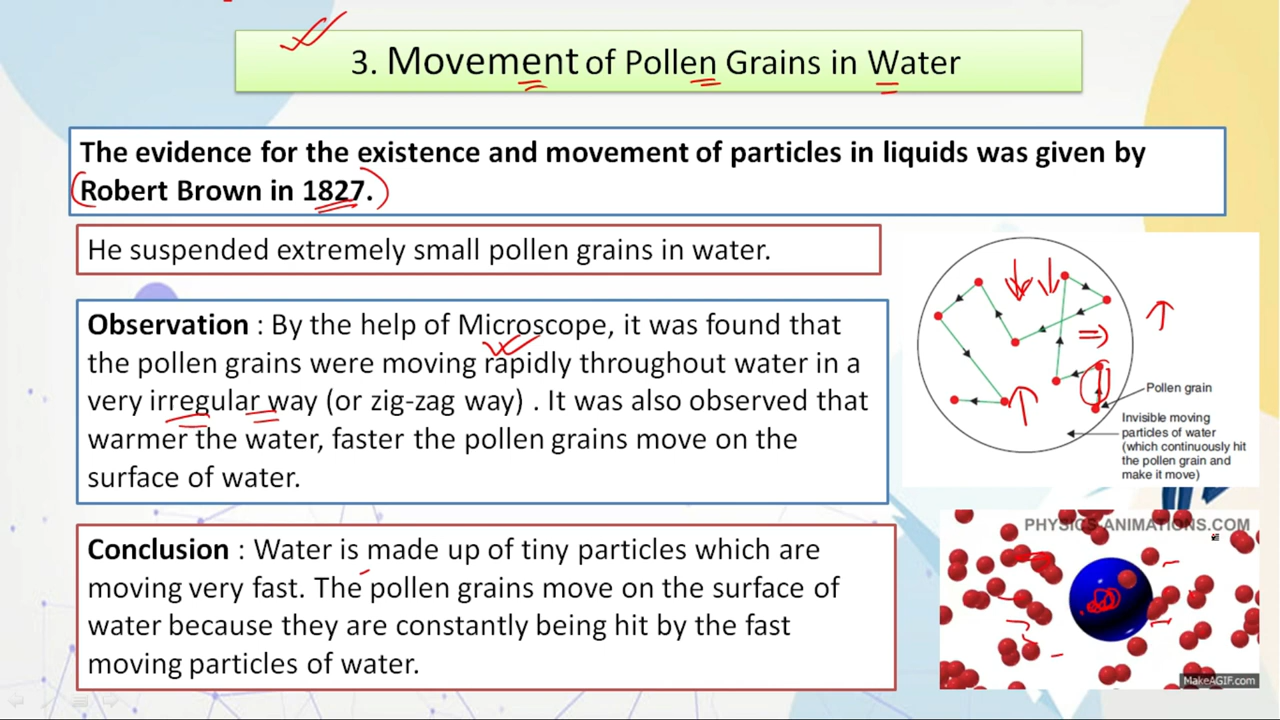 3. Movement of Pollen Grains in Water
The evidence for the existence and movement of particles in liquids was given by
Robert Brown in 1827.
He suspended extremely small pollen grains in water.
Observation : By the help of Microscope, it was found that
the pollen grains were moving rapidly throughout water in a
very irregular way (or zig-zag way) . It was also observed that
warmer the water, faster the pollen grains move on the
surface of water.
Conclusion : Water is made up of tiny particles which are
moving very fast. The pollen grains move on the surface of
water because they are constantly being hit by the fast
moving particles of water.
Pollen grain
Invisible moving
particles of water
(which continuously hit
the pollen grain and
make it move)
PHYSICS-ANIMATIONS.COM
MakeAGIF.com